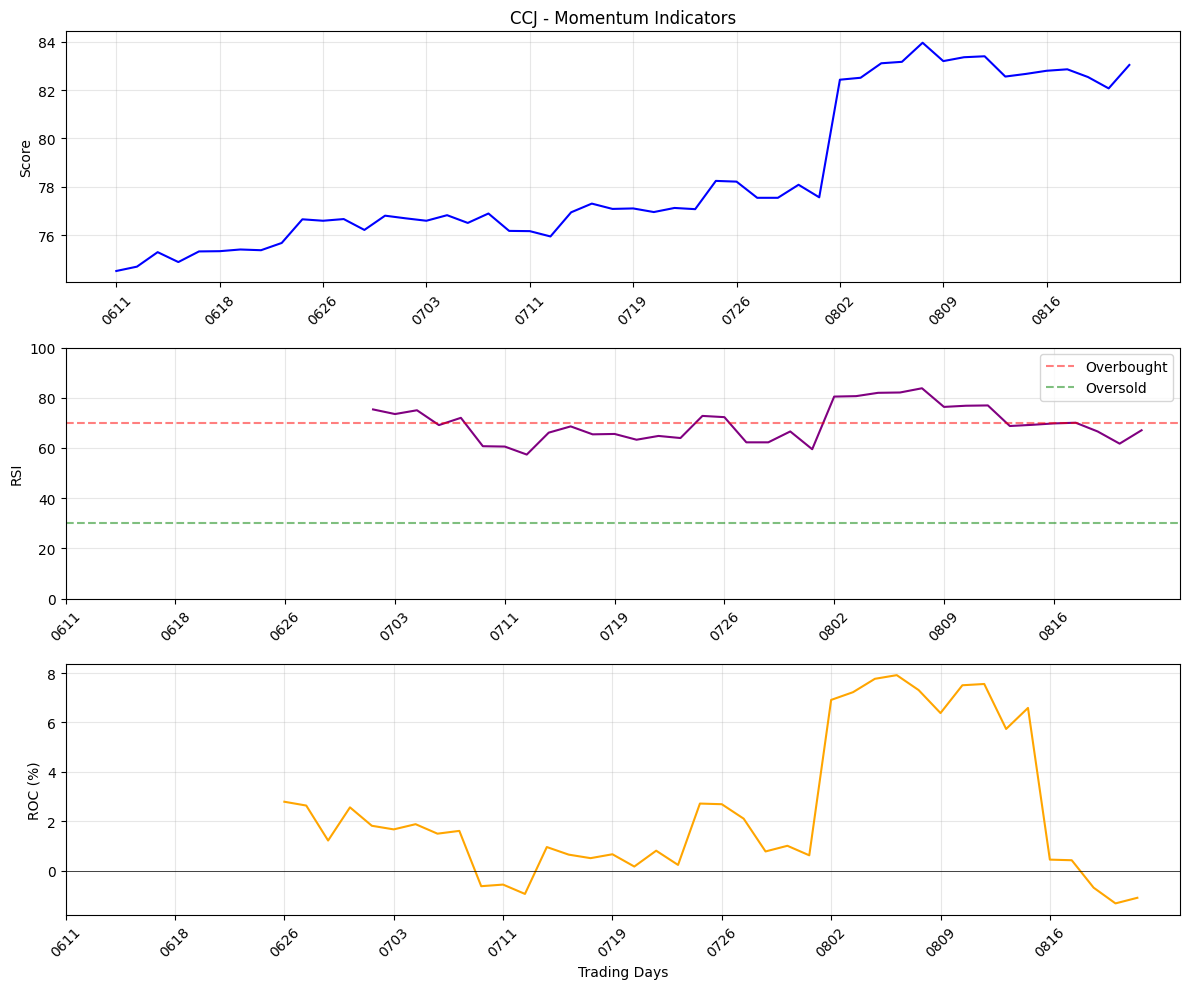 CCJ - Momentum Indicators
Score
84
82
80
78
76
0611 0618 0626 0703 0711 0719 0726 0802 0809 0816
RSI
100
80
60
40
20
0
Overbought
Oversold
0611 0618 0626 0703 0711 0719 0726 0802 0809 0816
ROC (%)
8
6
4
2
0
0611 0618 0626 0703 0711 0719 0726 0802 0809 0816
Trading Days